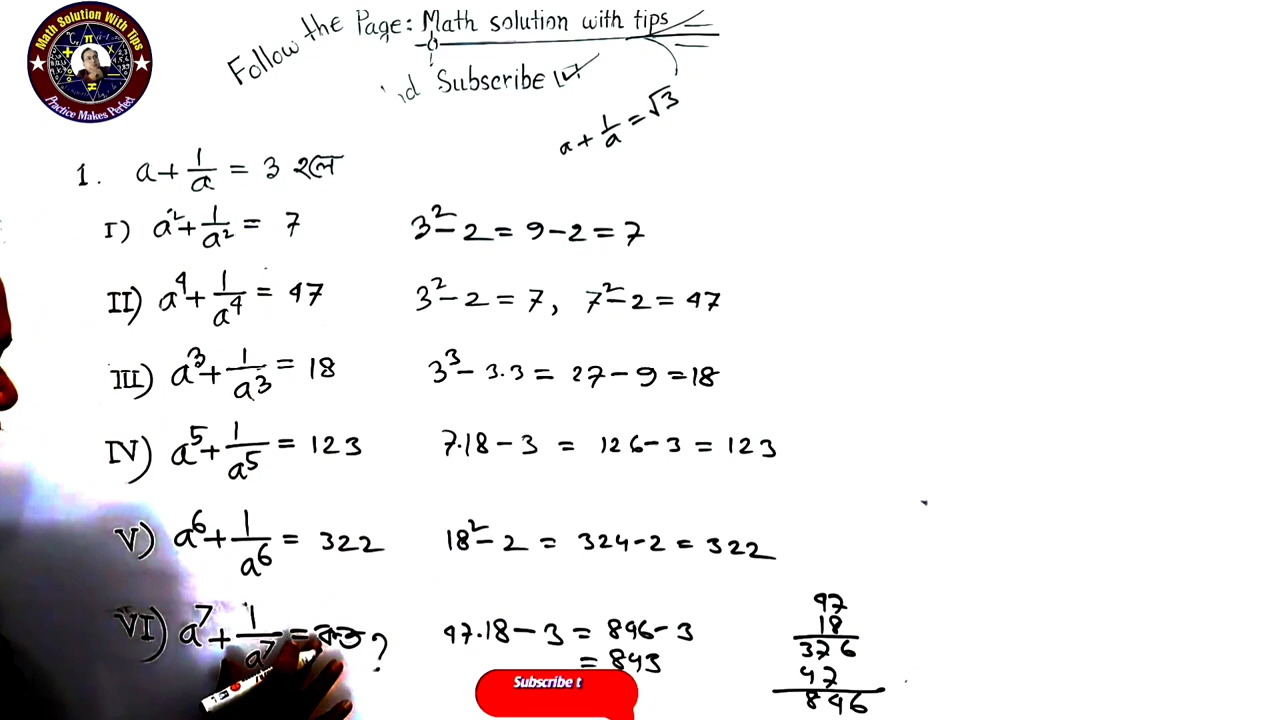 Math Solution With Tips
Practice Makes Perfect
Follow the Page: Math solution with tips
Subscribe
a + 1/a = √3
1. a + 1/a = 3 হলে
I) a² + 1/a² = 7 3² - 2 = 9 - 2 = 7
II) a⁴ + 1/a⁴ = 47 3² - 2 = 7, 7² - 2 = 47
III) a³ + 1/a³ = 18 3³ - 3.3 = 27 - 9 = 18
IV) a⁵ + 1/a⁵ = 123 7.18 - 3 = 126 - 3 = 123
V) a⁶ + 1/a⁶ = 322 18² - 2 = 324 - 2 = 322
VI) a⁷ + 1/a⁷ = কত ? 47.18 - 3 = 846 - 3
= 843
47
18
376
47
846
Subscribe t